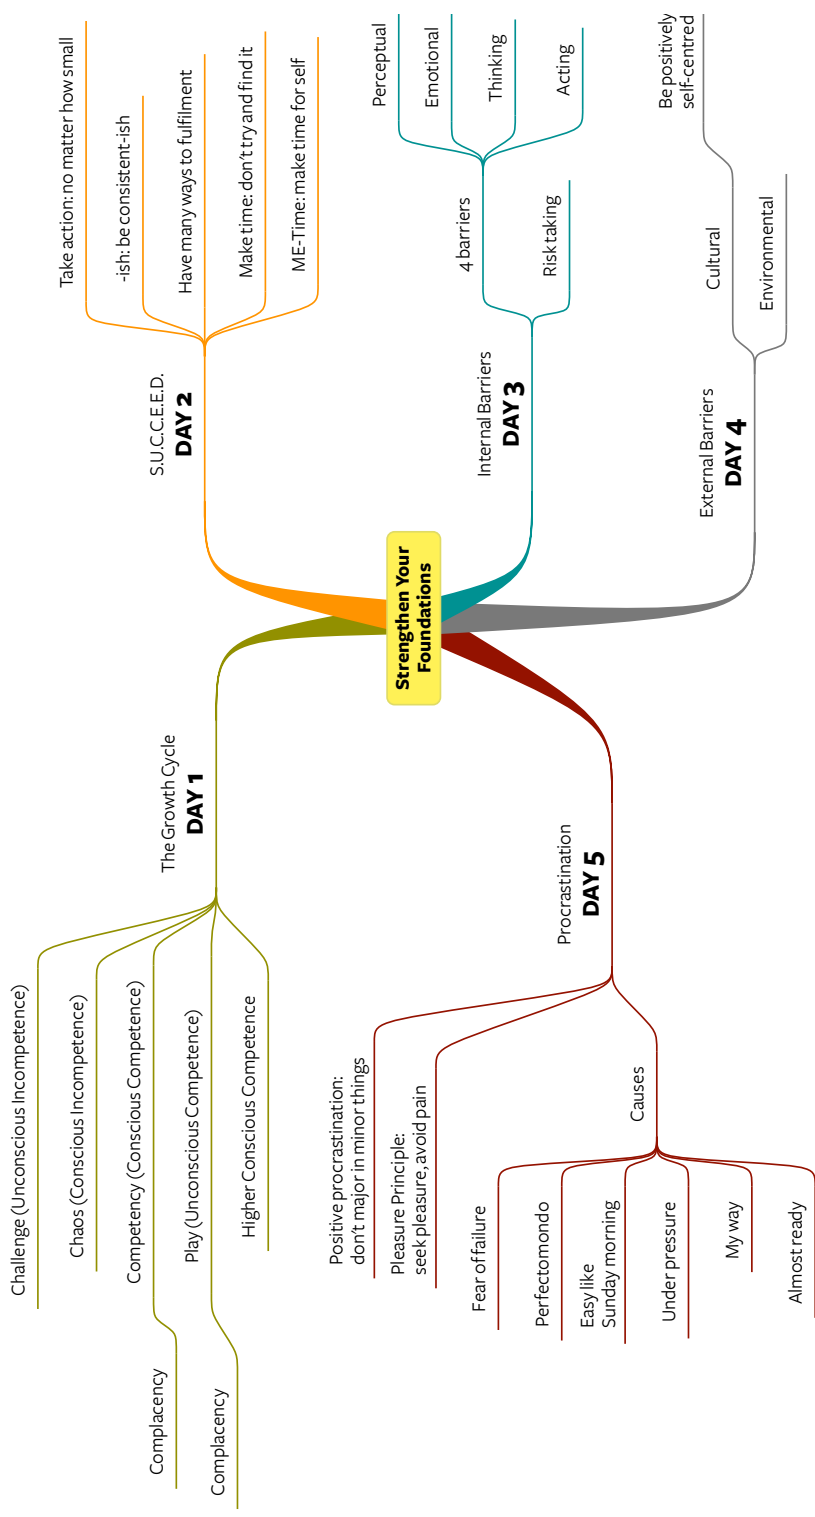 Strengthen Your
Foundations
The Growth Cycle
DAY 1
Challenge (Unconscious Incompetence)
Chaos (Conscious Incompetence)
Competency (Conscious Competence)
Complacency
Play (Unconscious Competence)
Complacency
Higher Conscious Competence
S.U.C.C.E.E.D.
DAY 2
Take action: no matter how small
-ish: be consistent-ish
Have many ways to fulfilment
Make time: don't try and find it
ME-Time: make time for self
Internal Barriers
DAY 3
4 barriers
Perceptual
Emotional
Thinking
Acting
Risk taking
External Barriers
DAY 4
Cultural
Be positively
self-centred
Environmental
Procrastination
DAY 5
Positive procrastination:
don't major in minor things
Pleasure Principle:
seek pleasure, avoid pain
Causes
Fear of failure
Perfectomondo
Easy like
Sunday morning
Under pressure
My way
Almost ready